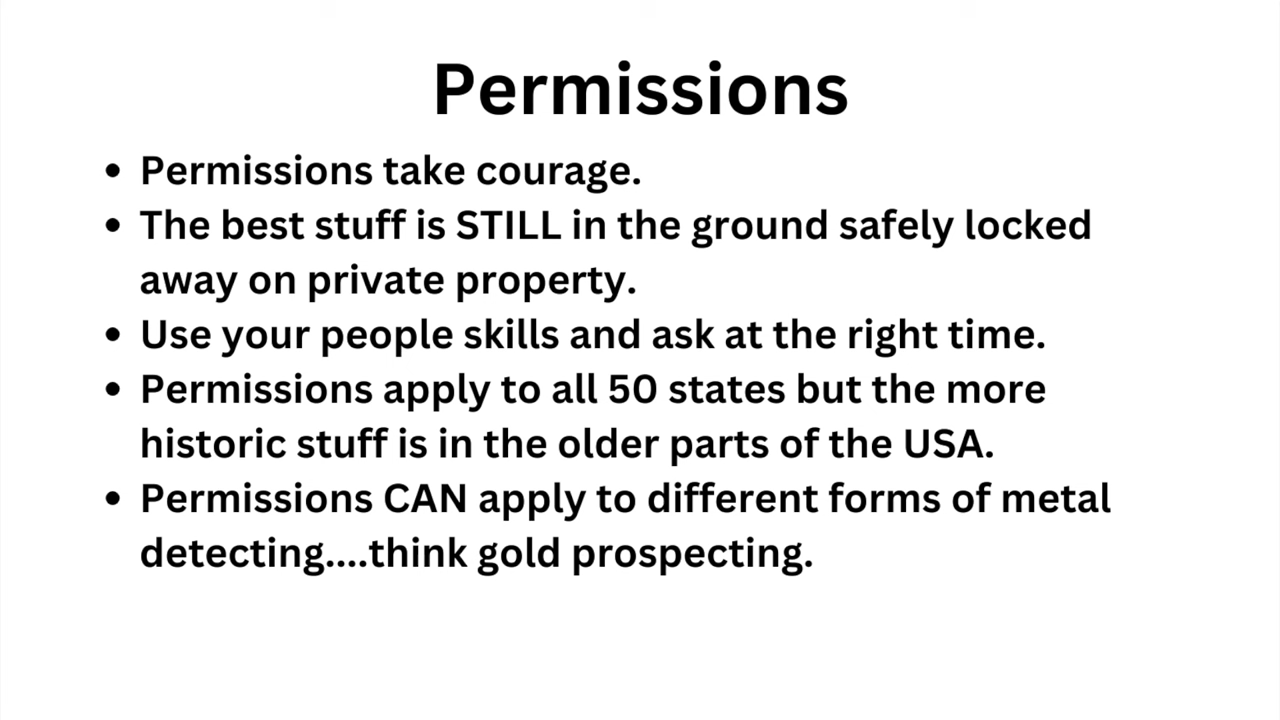 Permissions
• Permissions take courage.
• The best stuff is STILL in the ground safely locked
away on private property.
• Use your people skills and ask at the right time.
• Permissions apply to all 50 states but the more
historic stuff is in the older parts of the USA.
• Permissions CAN apply to different forms of metal
detecting....think gold prospecting.